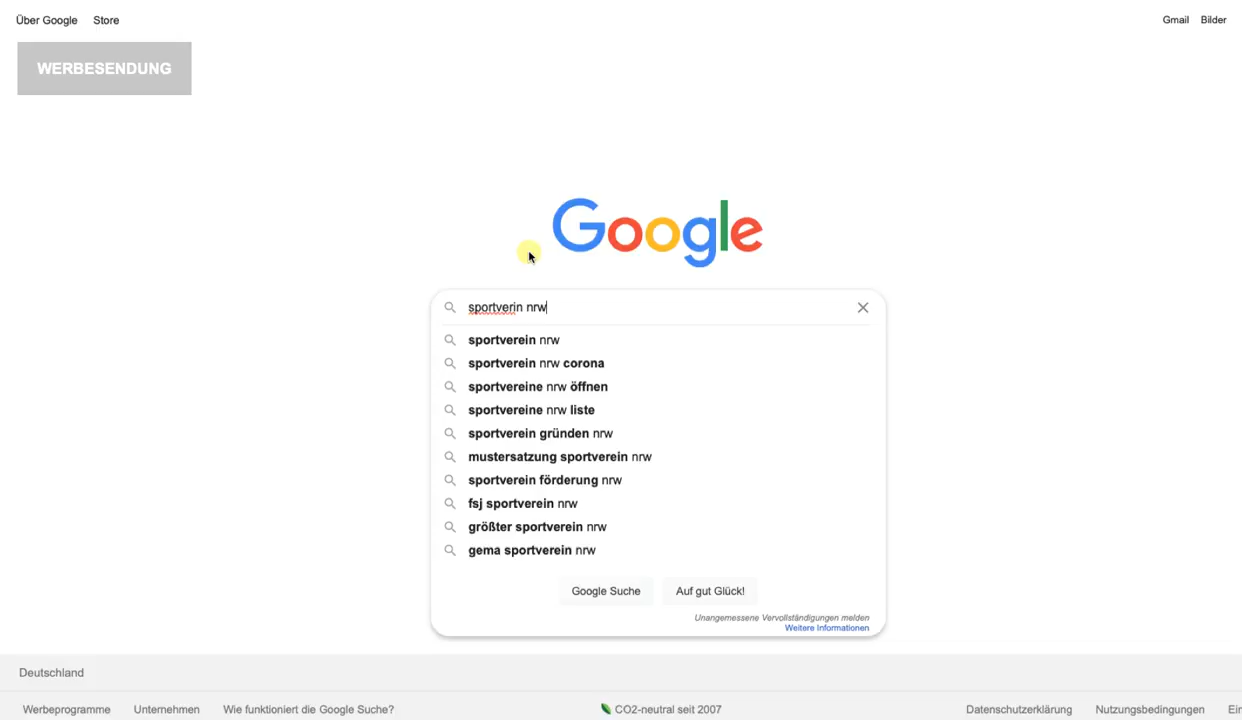 Über Google Store Gmail Bilder
WERBESENDUNG
Google
sportverin nrw
sportverein nrw
sportverein nrw corona
sportvereine nrw öffnen
sportvereine nrw liste
sportverein gründen nrw
mustersatzung sportverein nrw
sportverein förderung nrw
fsj sportverein nrw
größter sportverein nrw
gema sportverein nrw
Google Suche Auf gut Glück!
Unangemessene Vervollständigungen melden
Weitere Informationen
Deutschland
Werbeprogramme Unternehmen Wie funktioniert die Google Suche? CO2-neutral seit 2007 Datenschutzerklärung Nutzungsbedingungen